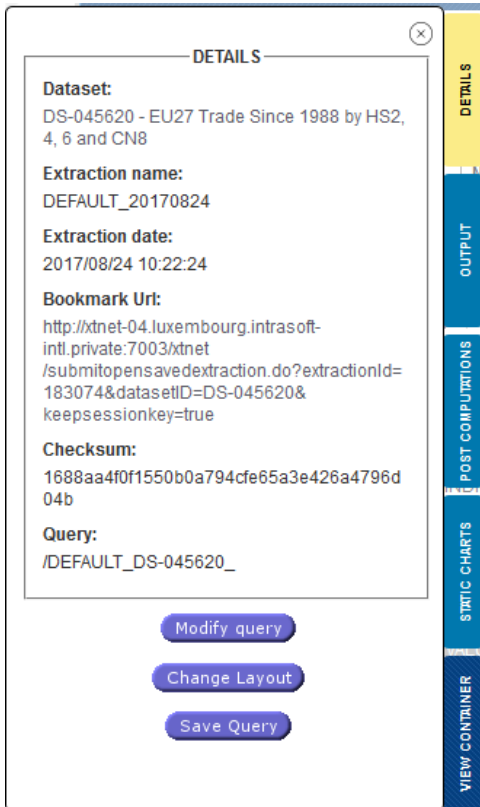 DETAILS
Dataset:
DS-045620 - EU27 Trade Since 1988 by HS2,
4, 6 and CN8
Extraction name:
DEFAULT_20170824
Extraction date:
2017/08/24 10:22:24
Bookmark Url:
http://xtnet-04.luxembourg.intrasoft-
intl.private:7003/xtnet
/submitopensavedextraction.do?extractionId=
183074&datasetID=DS-045620&
keepsessionkey=true
Checksum:
1688aa4f0f1550b0a794cfe65a3e426a4796d
04b
Query:
/DEFAULT_DS-045620_
Modify query
Change Layout
Save Query
DETAILS
OUTPUT
POST COMPUTATIONS
STATIC CHARTS
VIEW CONTAINER